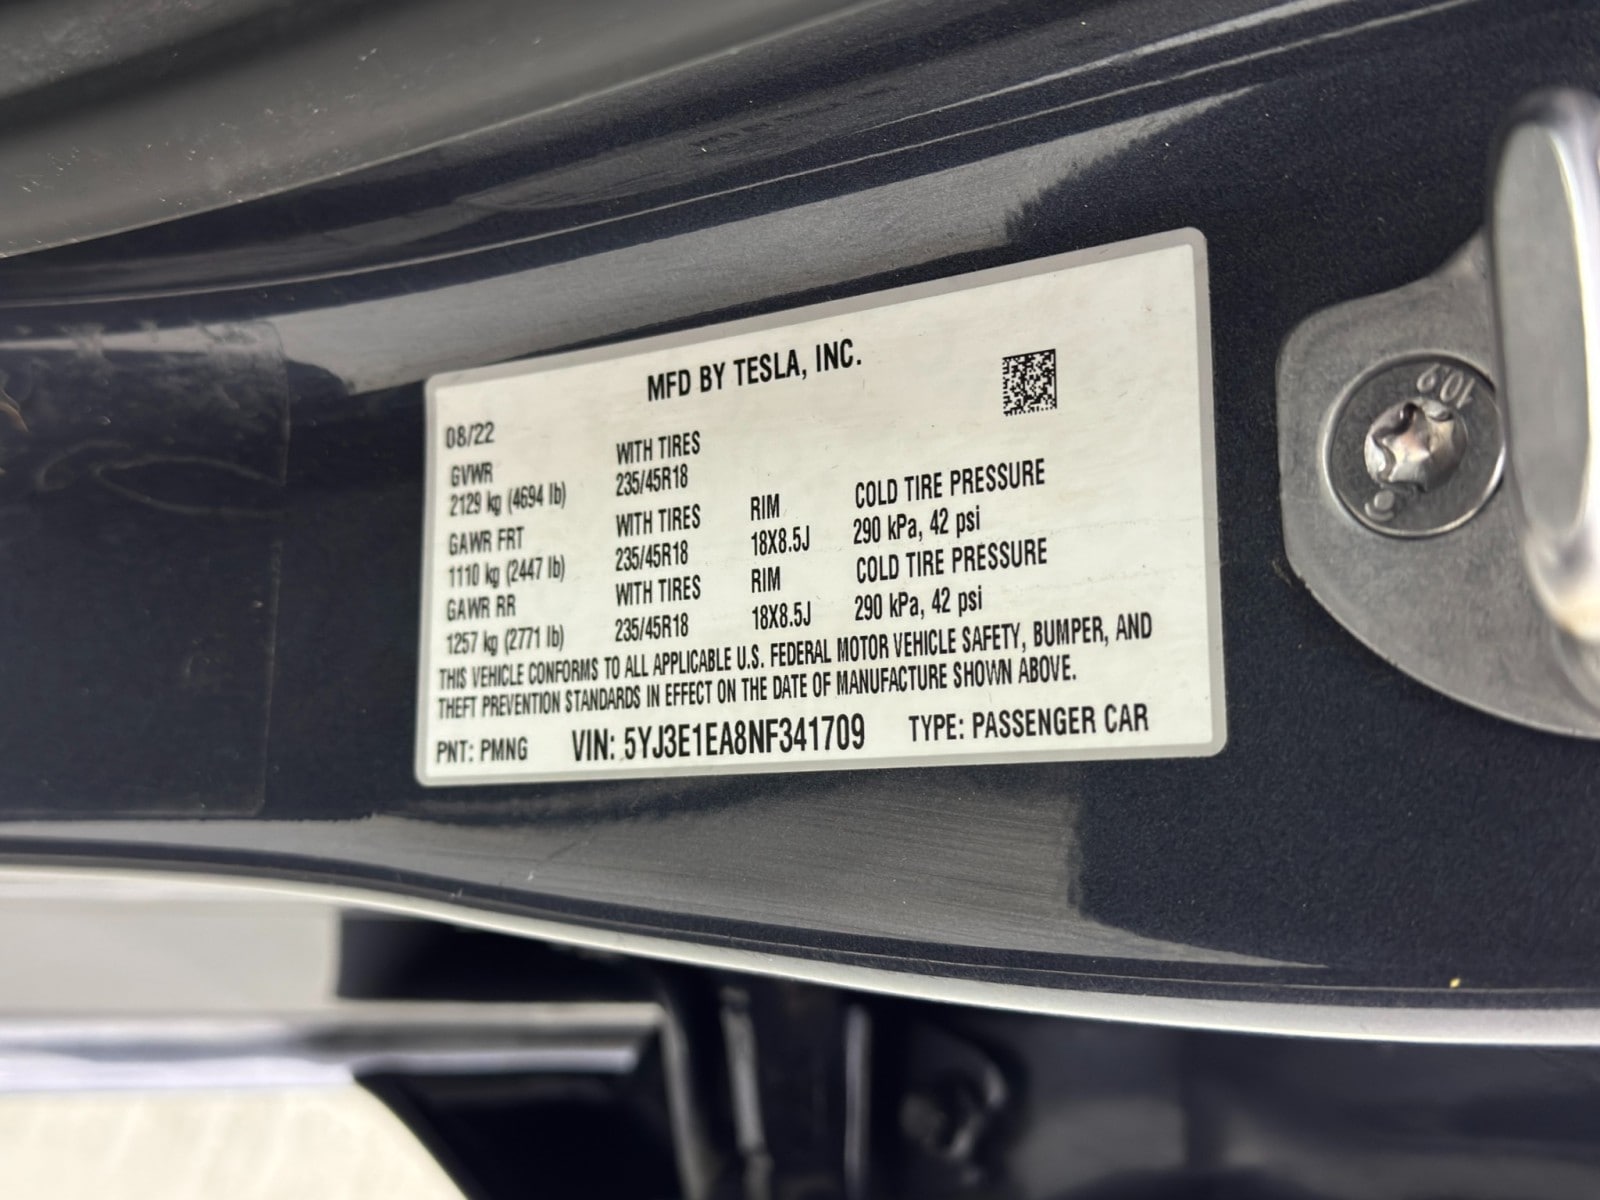 MFD BY TESLA, INC.
08/22
GVWR
2129 kg (4694 lb)
WITH TIRES
235/45R18
GAWR FRT
1110 kg (2447 lb)
WITH TIRES
235/45R18
RIM
18X8.5J
COLD TIRE PRESSURE
290 kPa, 42 psi
GAWR RR
1257 kg (2771 lb)
WITH TIRES
235/45R18
RIM
18X8.5J
COLD TIRE PRESSURE
290 kPa, 42 psi
THIS VEHICLE CONFORMS TO ALL APPLICABLE U.S. FEDERAL MOTOR VEHICLE SAFETY, BUMPER, AND
THEFT PREVENTION STANDARDS IN EFFECT ON THE DATE OF MANUFACTURE SHOWN ABOVE.
PNT: PMNG VIN: 5YJ3E1EA8NF341709 TYPE: PASSENGER CAR
10.9